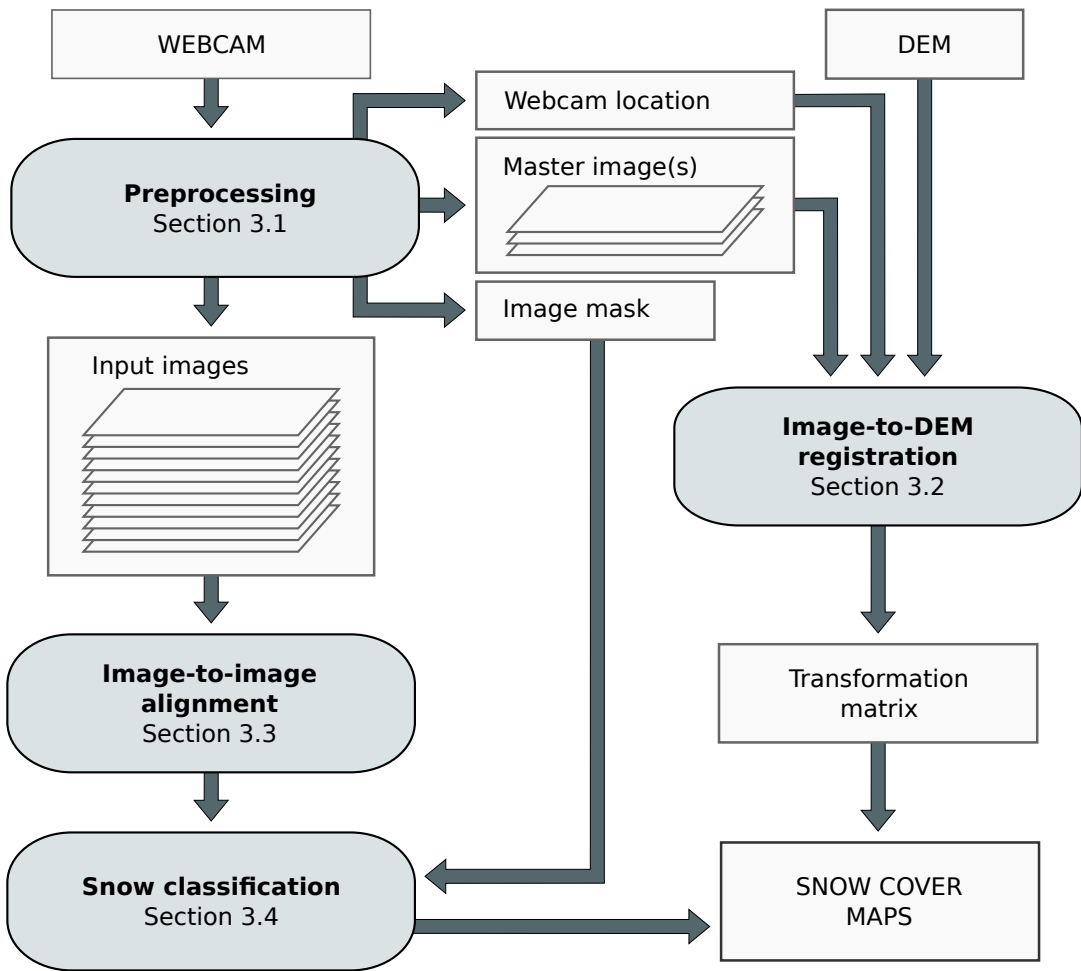 WEBCAM
DEM
Webcam location
Preprocessing
Section 3.1
Master image(s)
Image mask
Input images
Image-to-DEM
registration
Section 3.2
Image-to-image
alignment
Section 3.3
Transformation
matrix
Snow classification
Section 3.4
SNOW COVER
MAPS